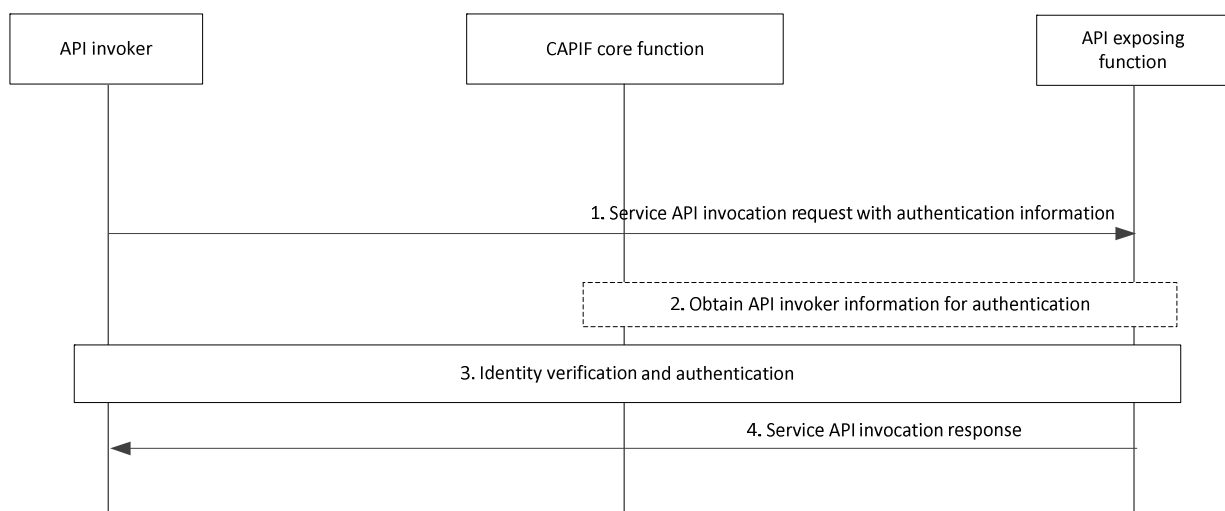 API invoker
CAPIF core function
API exposing
function
1. Service API invocation request with authentication information
2. Obtain API invoker information for authentication
3. Identity verification and authentication
4. Service API invocation response